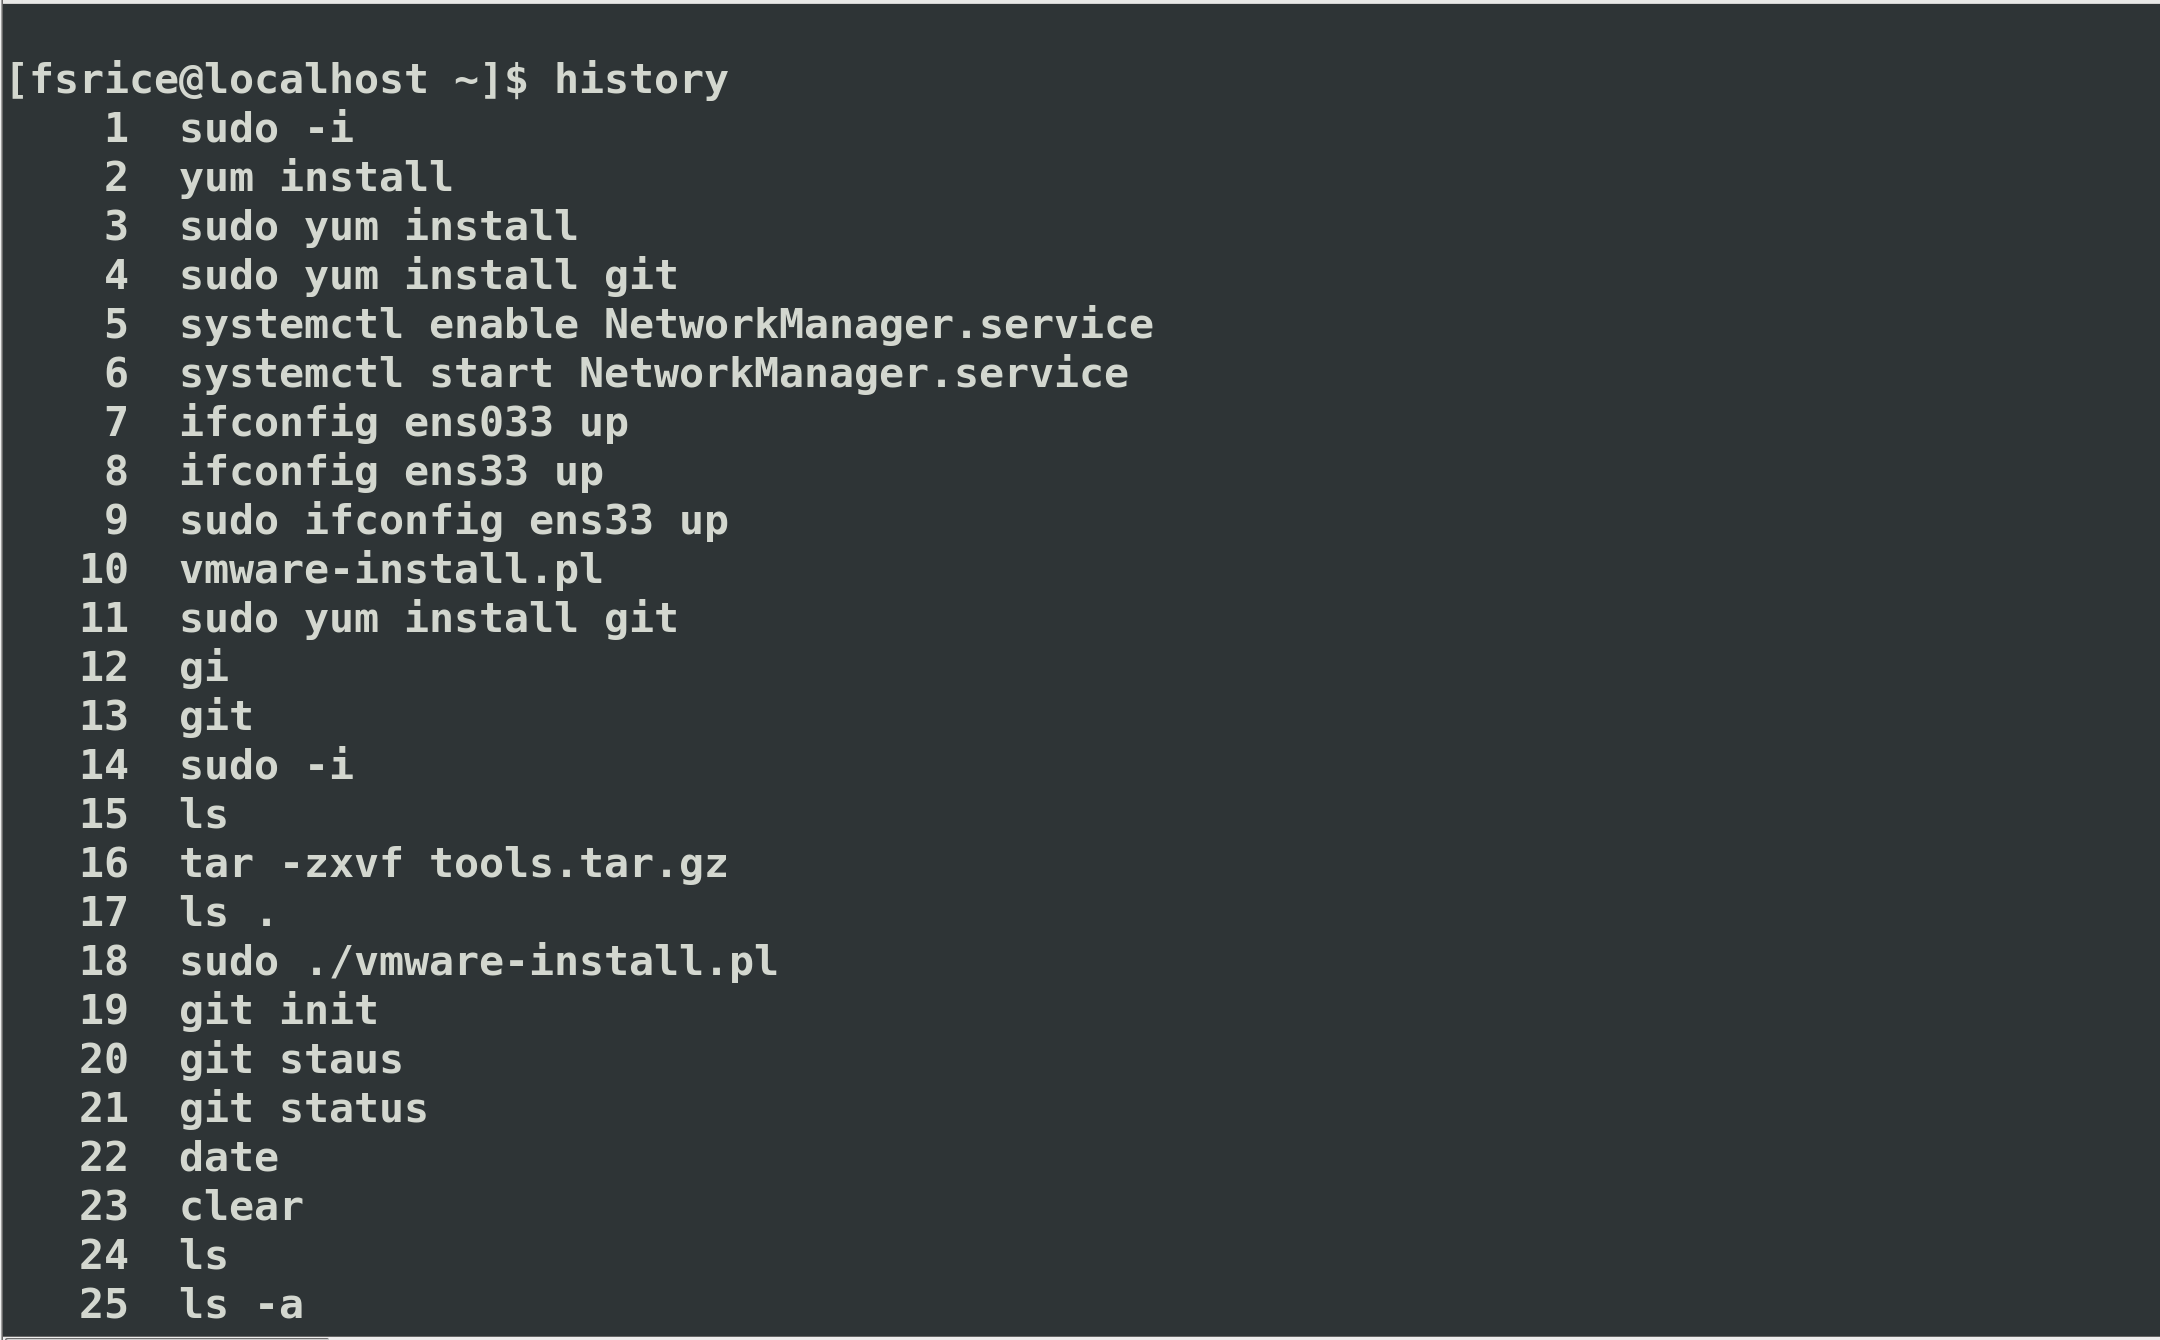 [fsrice@localhost ~]$ history
1 sudo -i
2 yum install
3 sudo yum install
4 sudo yum install git
5 systemctl enable NetworkManager.service
6 systemctl start NetworkManager.service
7 ifconfig ens033 up
8 ifconfig ens33 up
9 sudo ifconfig ens33 up
10 vmware-install.pl
11 sudo yum install git
12 gi
13 git
14 sudo -i
15 ls
16 tar -zxvf tools.tar.gz
17 ls .
18 sudo ./vmware-install.pl
19 git init
20 git staus
21 git status
22 date
23 clear
24 ls
25 ls -a